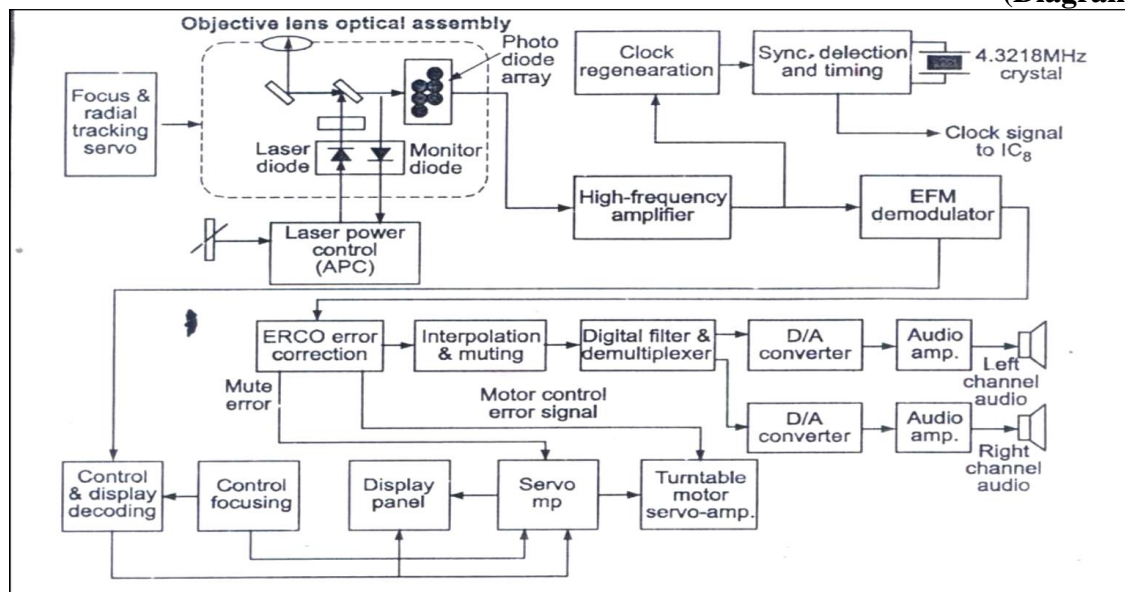 (Diagram
Objective lens optical assembly
Photo
diode
array
Focus &
radial
tracking
servo
Laser
diode
Monitor
diode
Laser power
control
(APC)
Clock
regenearation
Sync. detection
and timing
4.3218MHz
crystal
Clock signal
to IC8
High-frequency
amplifier
EFM
demodulator
ERCO error
correction
Interpolation
& muting
Digital filter &
demultiplexer
D/A
converter
Audio
amp.
Left
channel
audio
Mute
error
Motor control
error signal
D/A
converter
Audio
amp.
Right
channel
audio
Control
& display
decoding
Control
focusing
Display
panel
Servo
mp
Turntable
motor
servo-amp.